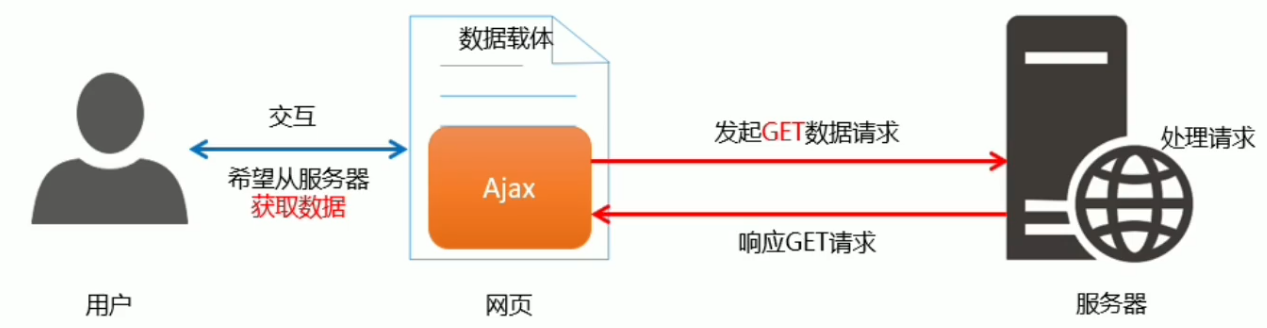 数据载体
交互
希望从服务器
获取数据
Ajax
发起GET数据请求
响应GET请求
处理请求
用户
网页
服务器